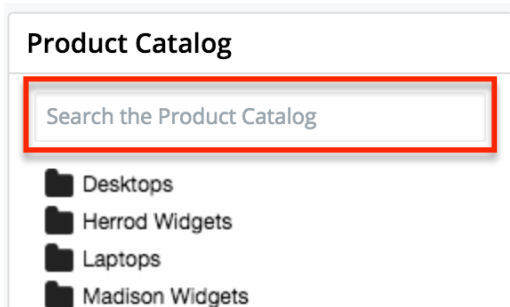 Product Catalog
Search the Product Catalog
Desktops
Herrod Widgets
Laptops
Madison Widgets